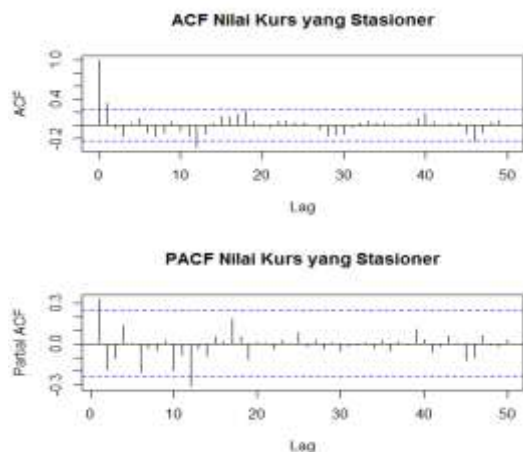 ACF Nilai Kurs yang Stasioner
ACF
1.0
0.4
-0.2
0 10 20 30 40 50
Lag
PACF Nilai Kurs yang Stasioner
Partial ACF
0.3
0.0
-0.3
0 10 20 30 40 50
Lag